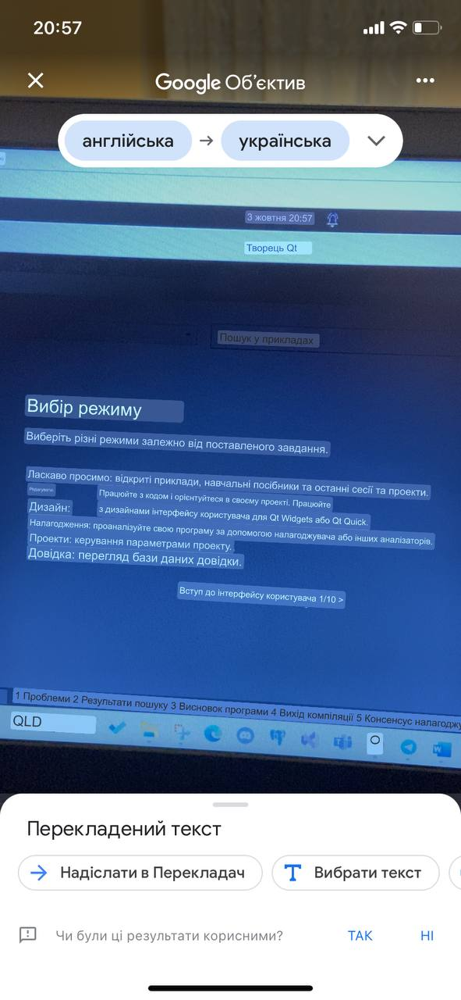 20:57
Google Об'єктив
англійська → українська
3 жовтня 20:57
Творець Qt
Пошук у прикладах
Вибір режиму
Виберіть різні режими залежно від поставленого завдання.
Ласкаво просимо: відкриті приклади, навчальні посібники та останні сесії та проекти.
Редагувати:
Працюйте з кодом і орієнтуйтеся в своєму проекті. Працюйте
Дизайн:
з дизайнами інтерфейсу користувача для Qt Widgets або Qt Quick.
Налагодження: проаналізуйте свою програму за допомогою налагоджувача або інших аналізаторів.
Проекти: керування параметрами проекту.
Довідка: перегляд бази даних довідки.
Вступ до інтерфейсу користувача 1/10 >
1 Проблеми 2 Результати пошуку 3 Висновок програми 4 Вихід компіляції 5 Консенсус налагоджу
QLD
O
Перекладений текст
Надіслати в Перекладач
Вибрати текст
Чи були ці результати корисними?
ТАК
НІ